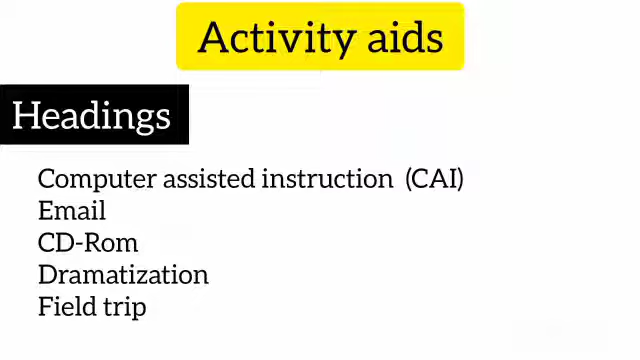 Activity aids
Headings
Computer assisted instruction (CAI)
Email
CD-Rom
Dramatization
Field trip